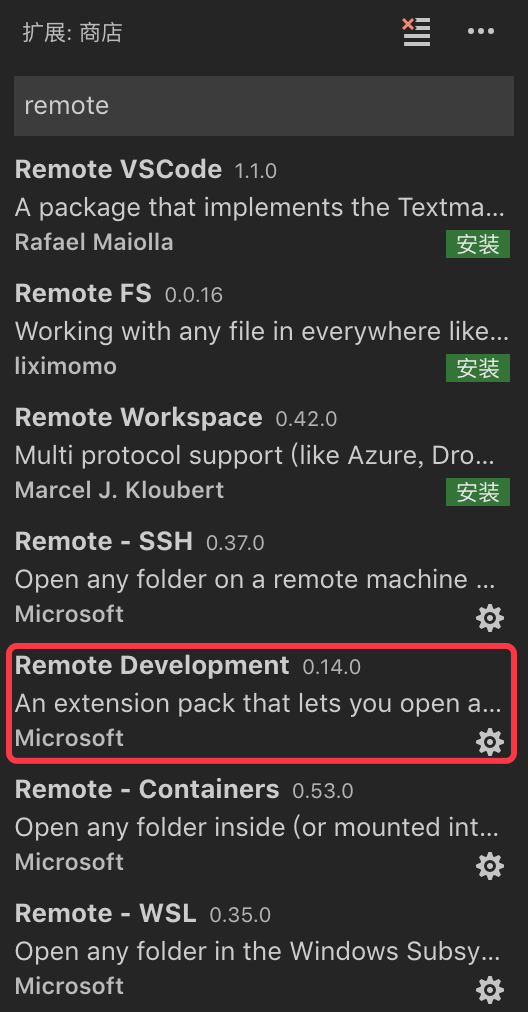 扩展: 商店
remote
Remote VSCode 1.1.0
A package that implements the Textma...
Rafael Maiolla
安装
Remote FS 0.0.16
Working with any file in everywhere like...
liximomo
安装
Remote Workspace 0.42.0
Multi protocol support (like Azure, Dro...
Marcel J. Kloubert
安装
Remote - SSH 0.37.0
Open any folder on a remote machine ...
Microsoft
Remote Development 0.14.0
An extension pack that lets you open a...
Microsoft
Remote - Containers 0.53.0
Open any folder inside (or mounted int...
Microsoft
Remote - WSL 0.35.0
Open any folder in the Windows Subsy...
Microsoft